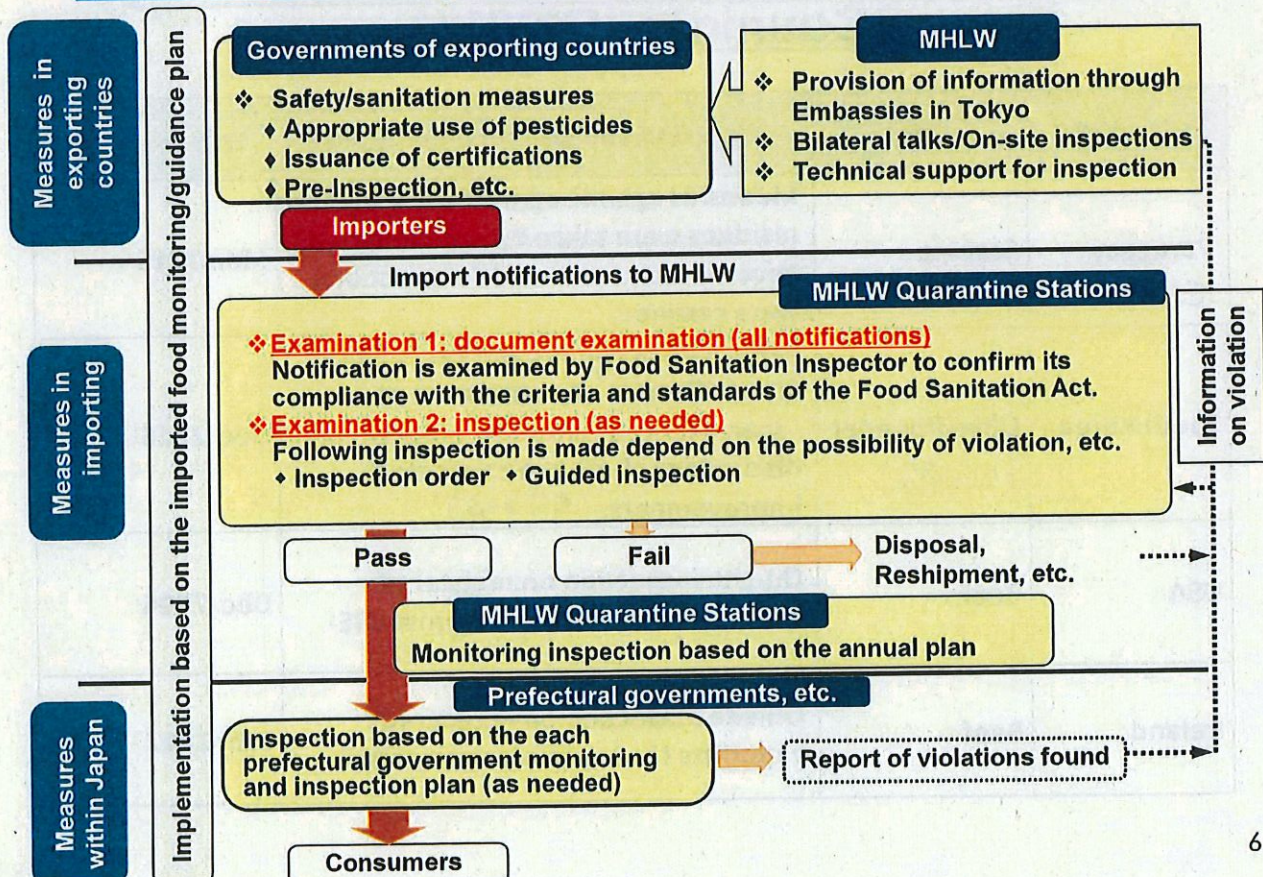 Measures in
exporting
countries
Measures in
importing
Measures
within Japan
Implementation based on the imported food monitoring/guidance plan
Governments of exporting countries
❖ Safety/sanitation measures
♦ Appropriate use of pesticides
♦ Issuance of certifications
♦ Pre-Inspection, etc.
MHLW
❖ Provision of information through
Embassies in Tokyo
❖ Bilateral talks/On-site inspections
❖ Technical support for inspection
Importers
Import notifications to MHLW
MHLW Quarantine Stations
❖ Examination 1: document examination (all notifications)
Notification is examined by Food Sanitation Inspector to confirm its
compliance with the criteria and standards of the Food Sanitation Act.
❖ Examination 2: inspection (as needed)
Following inspection is made depend on the possibility of violation, etc.
♦ Inspection order ♦ Guided inspection
Information
on violation
Pass
Fail
Disposal,
Reshipment, etc.
MHLW Quarantine Stations
Monitoring inspection based on the annual plan
Prefectural governments, etc.
Inspection based on the each
prefectural government monitoring
and inspection plan (as needed)
Report of violations found
Consumers
6